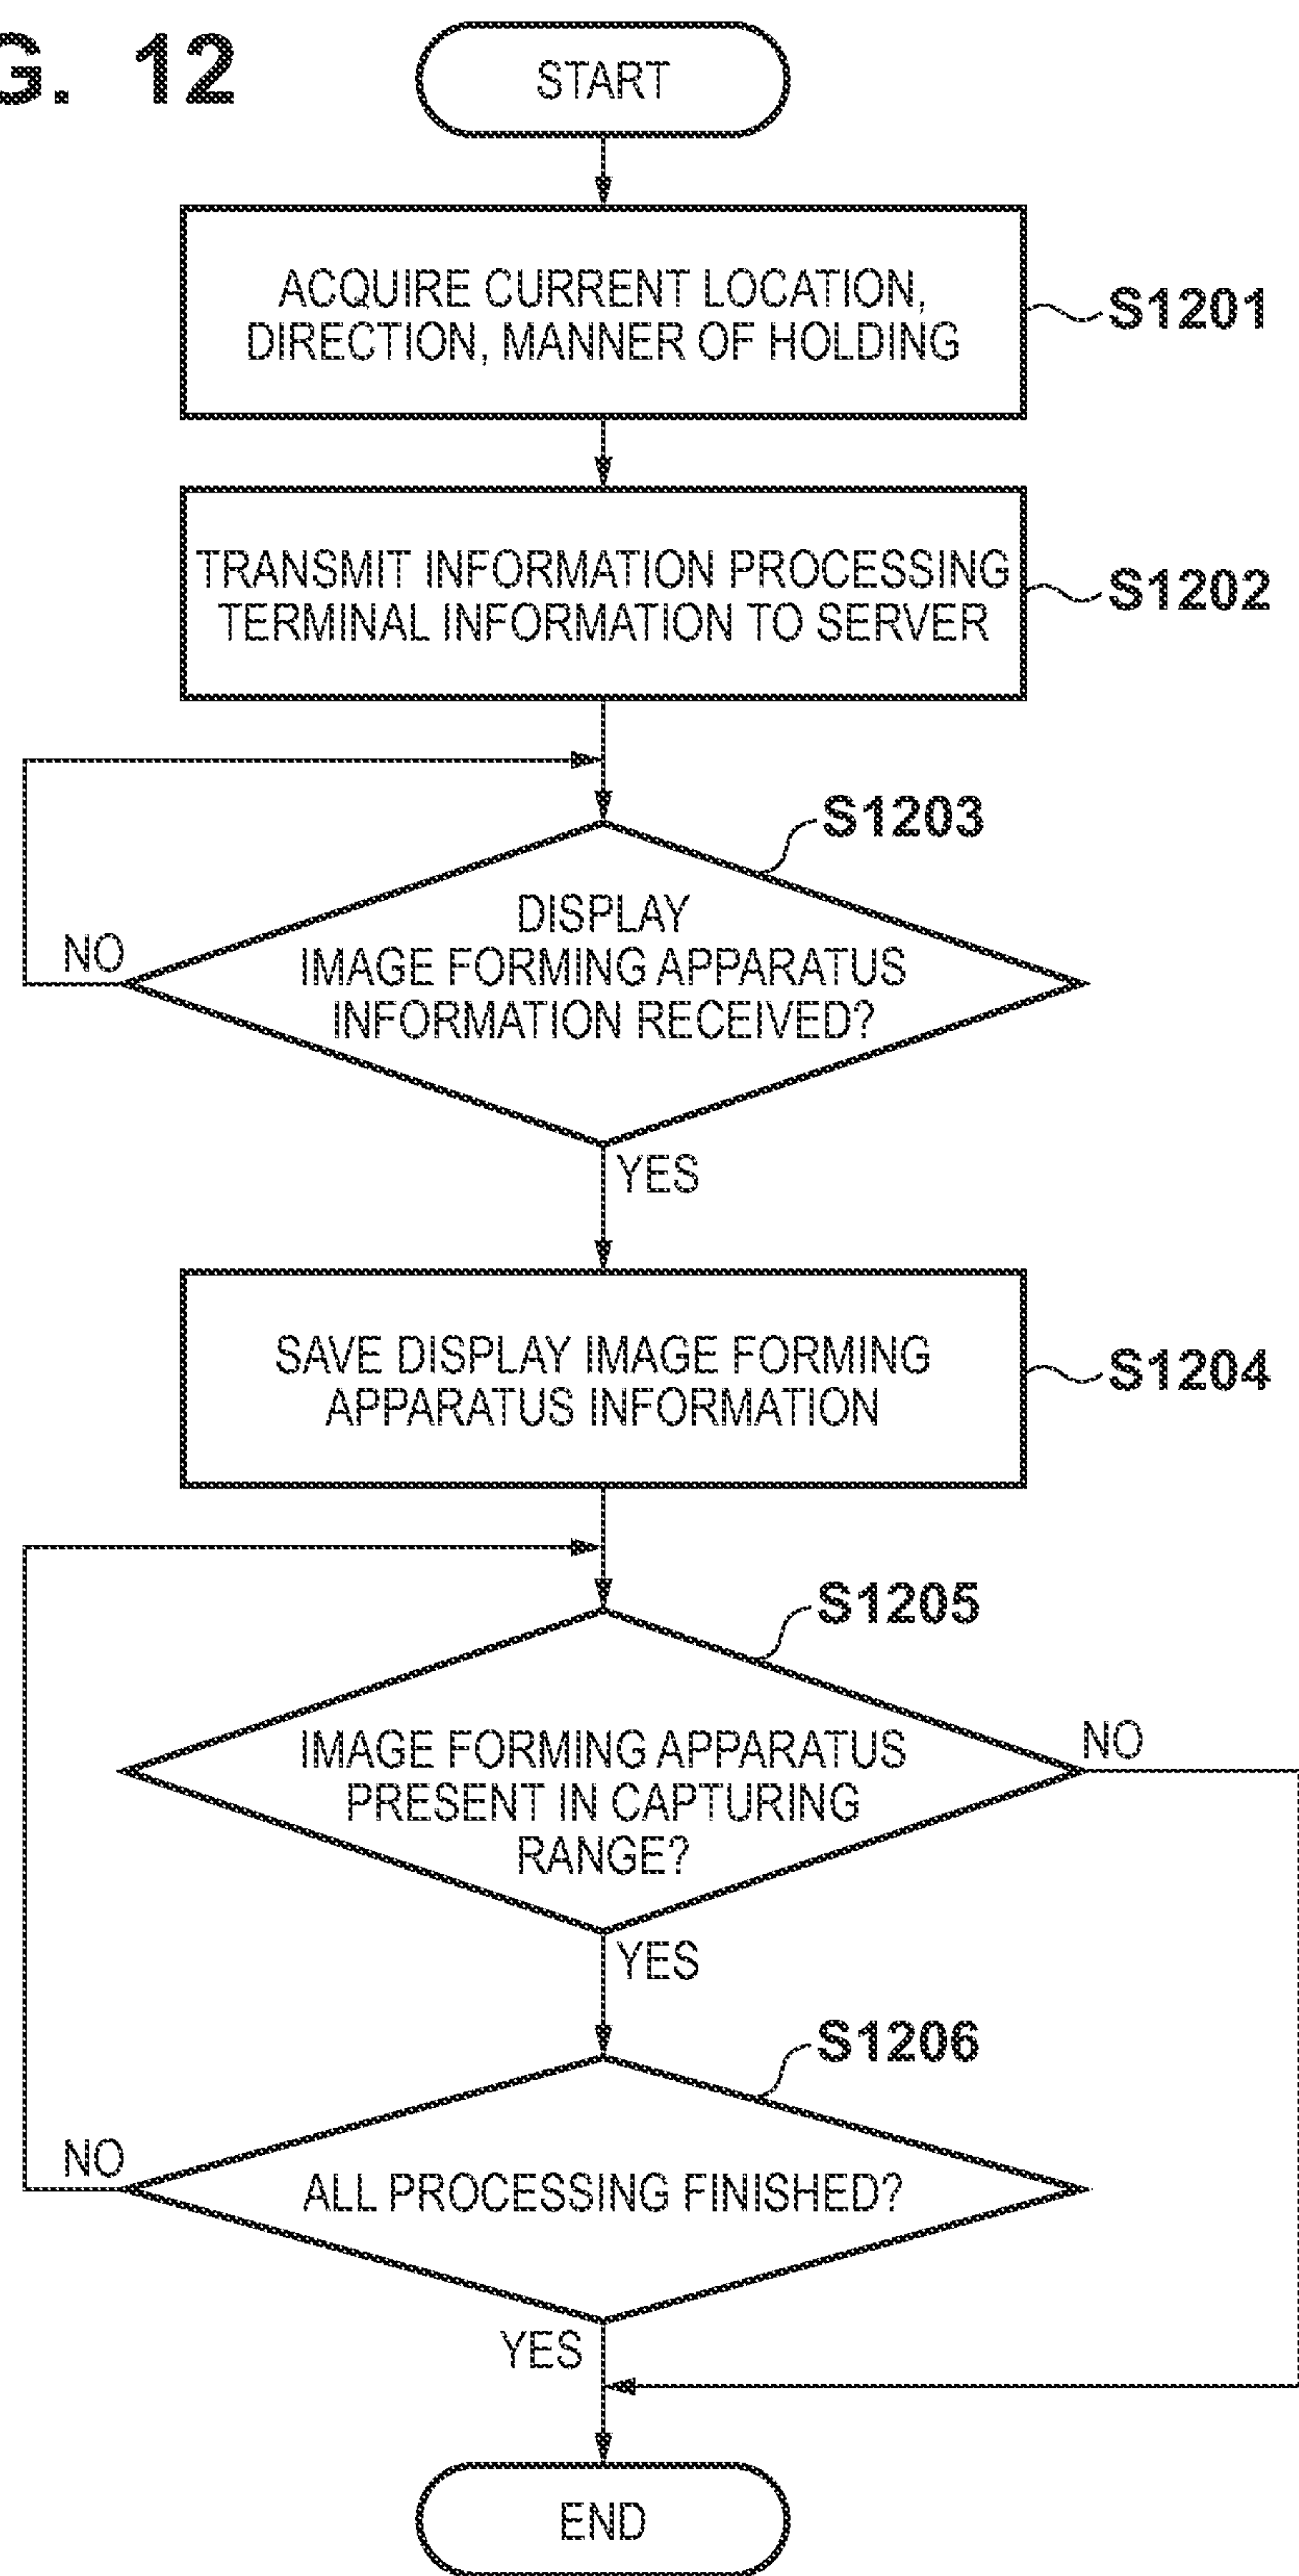 G. 12
START
ACQUIRE CURRENT LOCATION,
DIRECTION, MANNER OF HOLDING
S1201
TRANSMIT INFORMATION PROCESSING
TERMINAL INFORMATION TO SERVER
S1202
S1203
DISPLAY
IMAGE FORMING APPARATUS
INFORMATION RECEIVED?
NO
YES
SAVE DISPLAY IMAGE FORMING
APPARATUS INFORMATION
S1204
S1205
IMAGE FORMING APPARATUS
PRESENT IN CAPTURING
RANGE?
NO
YES
S1206
ALL PROCESSING FINISHED?
NO
YES
END